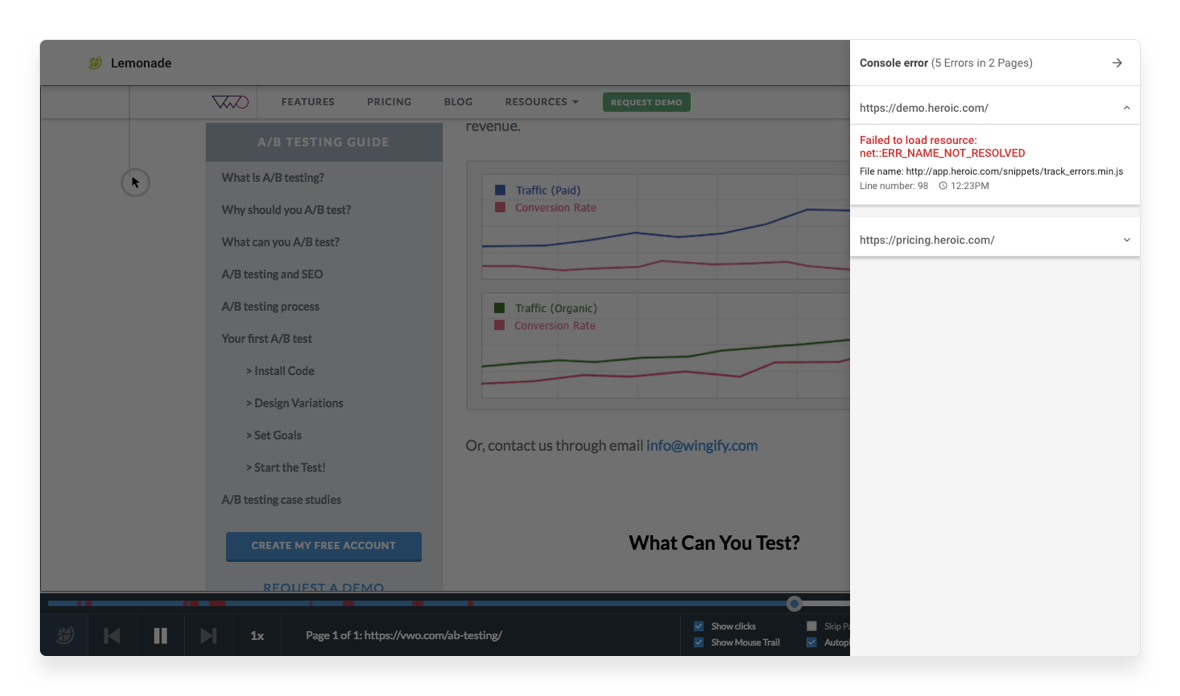 Lemonade
Console error (5 Errors in 2 Pages)
VWO
FEATURES
PRICING
BLOG
RESOURCES
REQUEST DEMO
https://demo.heroic.com/
Failed to load resource:
net::ERR_NAME_NOT_RESOLVED
File name: http://app.heroic.com/snippets/track_errors.min.js
Line number: 98 12:23PM
https://pricing.heroic.com/
A/B TESTING GUIDE
What is A/B testing?
Why should you A/B test?
What can you A/B test?
A/B testing and SEO
A/B testing process
Your first A/B test
> Install Code
> Design Variations
> Set Goals
> Start the Test!
A/B testing case studies
CREATE MY FREE ACCOUNT
REQUEST A DEMO
revenue.
Traffic (Paid)
Conversion Rate
Traffic (Organic)
Conversion Rate
Or, contact us through email info@wingify.com
What Can You Test?
1x
Page 1 of 1: https://vwo.com/ab-testing/
Show clicks
Skip
Show Mouse Trail